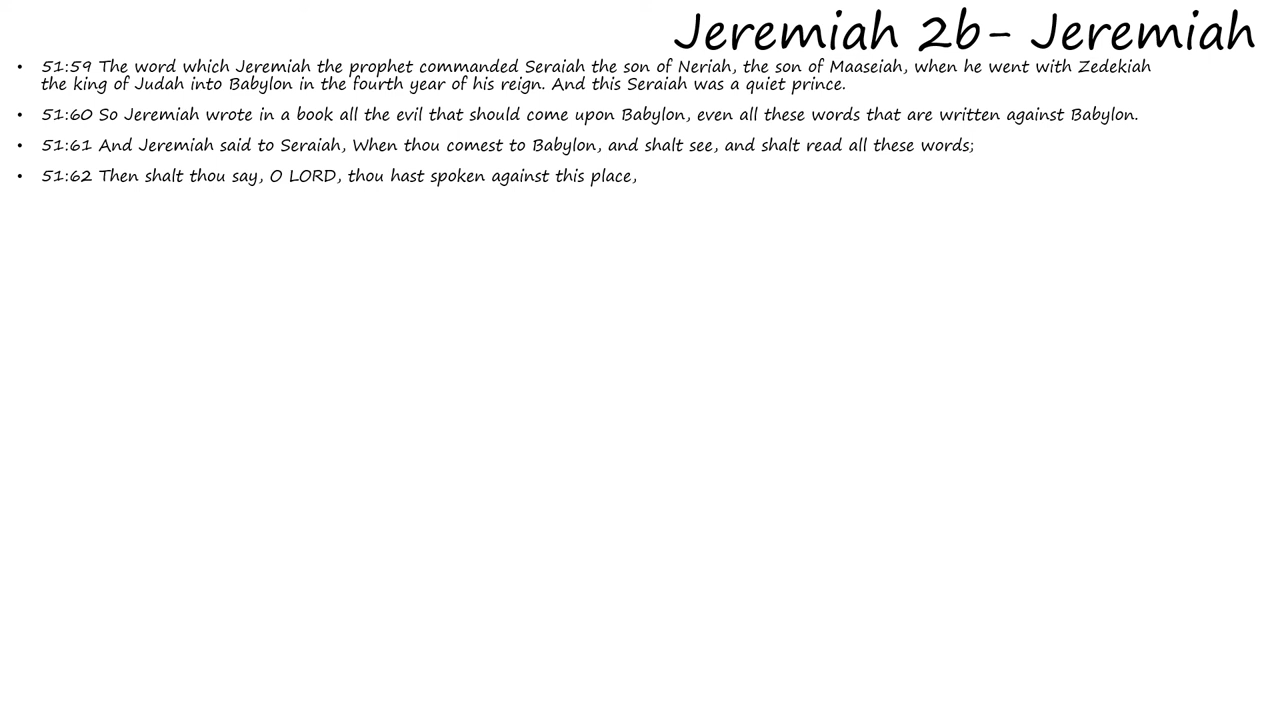 Jeremiah 2b- Jeremiah
• 51:59 The word which Jeremiah the prophet commanded Seraiah the son of Neriah, the son of Maaseiah, when he went with Zedekiah
the king of Judah into Babylon in the fourth year of his reign. And this Seraiah was a quiet prince.
• 51:60 So Jeremiah wrote in a book all the evil that should come upon Babylon, even all these words that are written against Babylon.
• 51:61 And Jeremiah said to Seraiah, When thou comest to Babylon, and shalt see, and shalt read all these words;
• 51:62 Then shalt thou say, O LORD, thou hast spoken against this place,